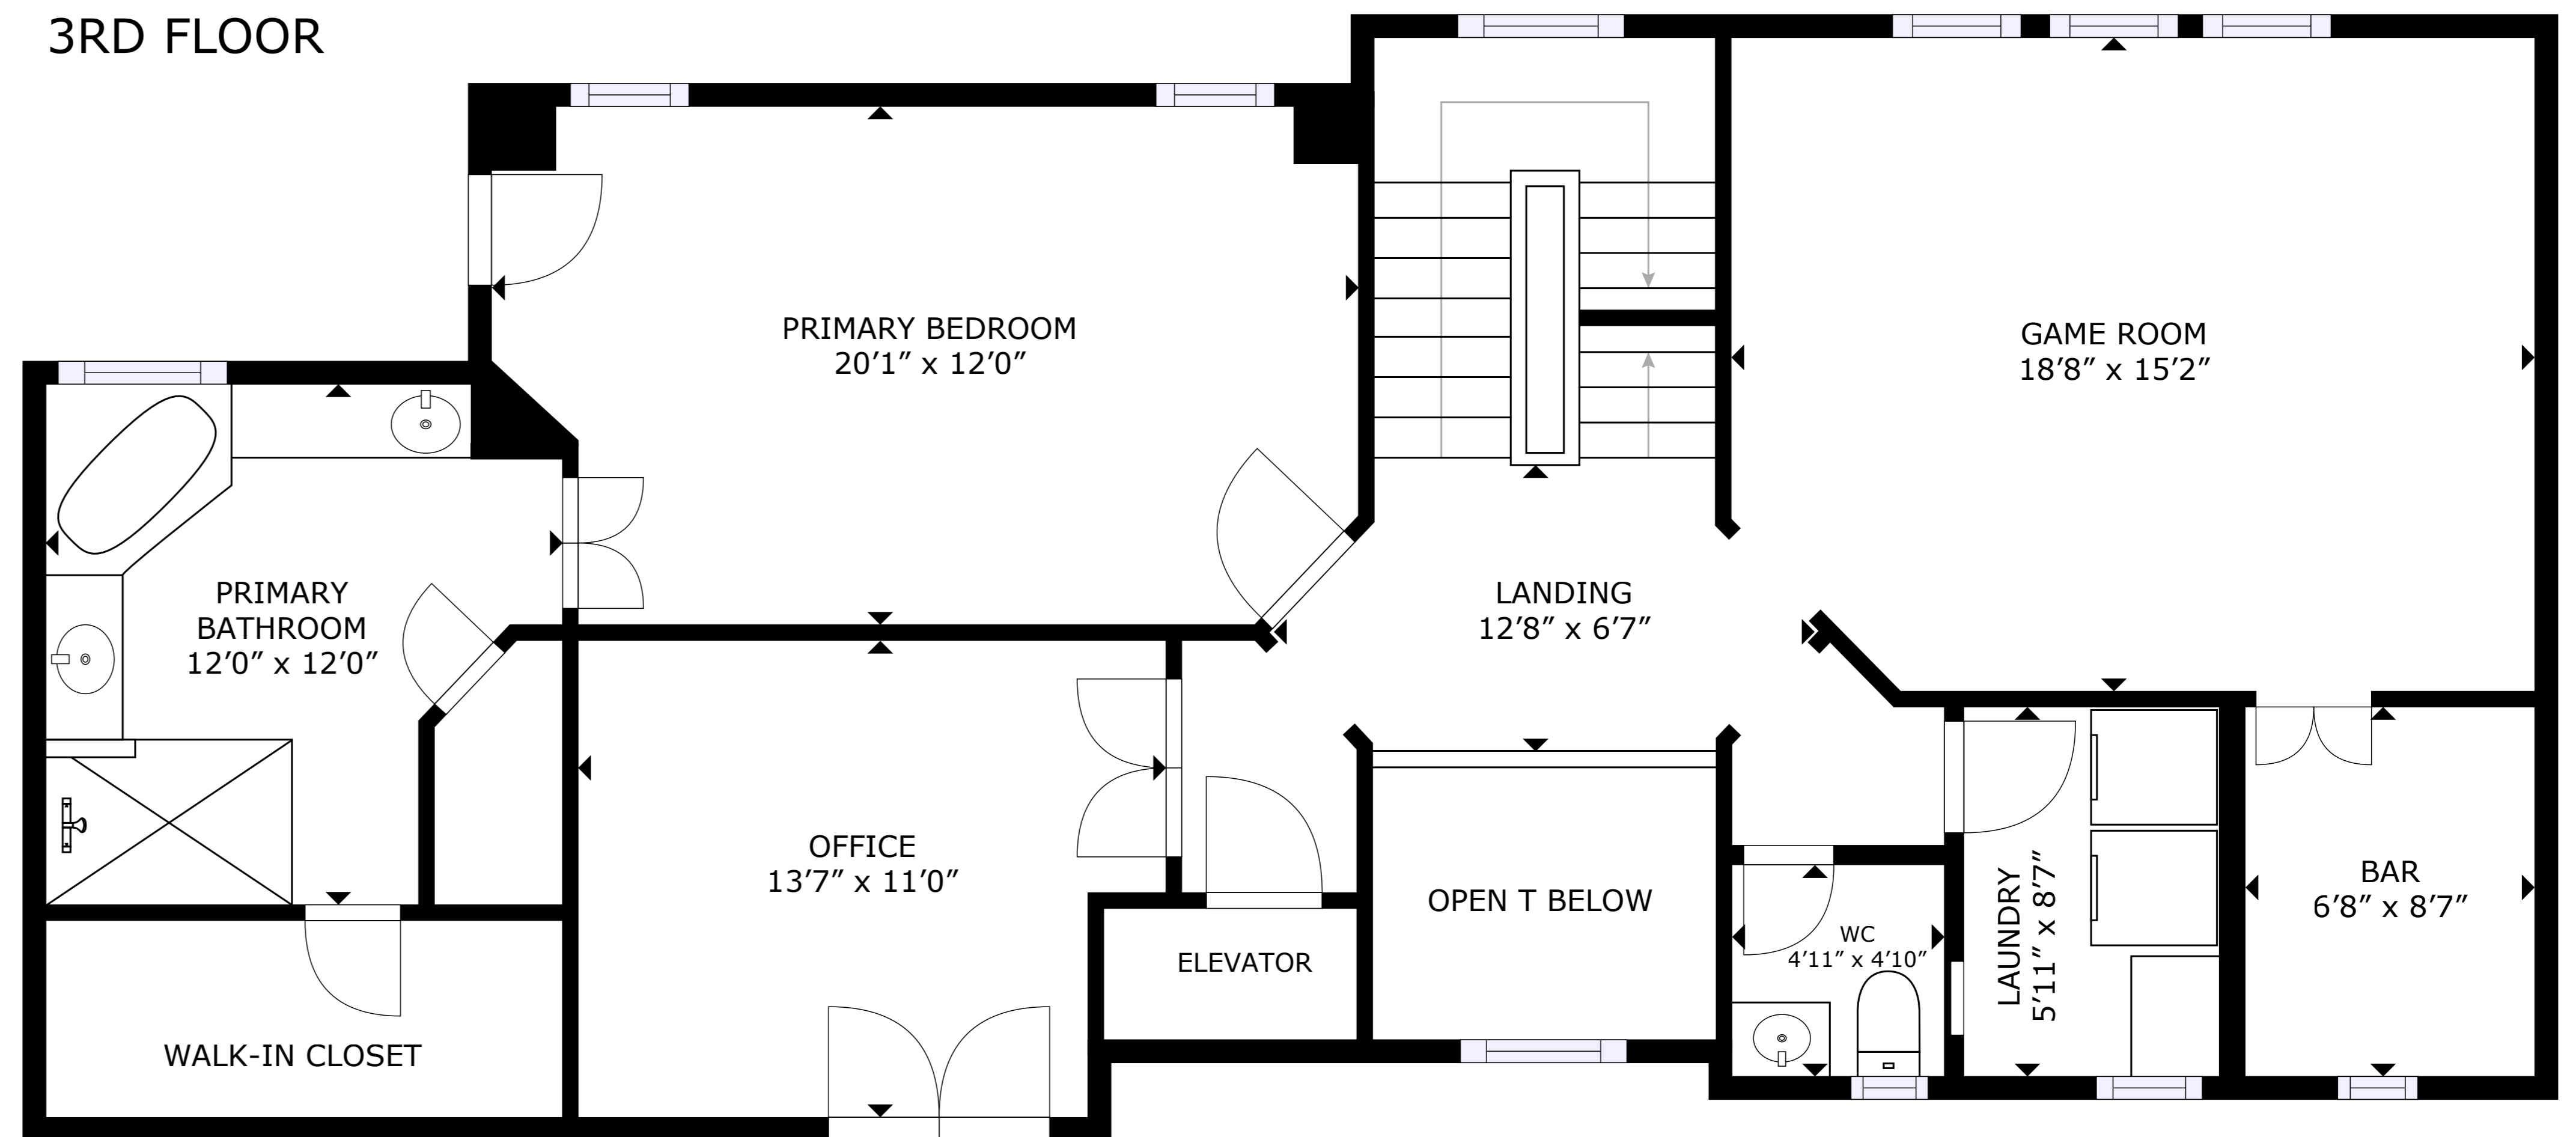 3RD FLOOR
PRIMARY BEDROOM
20'1" x 12'0"
GAME ROOM
18'8" x 15'2"
PRIMARY
BATHROOM
12'0" x 12'0"
LANDING
12'8" x 6'7"
OFFICE
13'7" x 11'0"
OPEN T BELOW
ELEVATOR
WC
4'11" x 4'10"
LAUNDRY
5'11" x 8'7"
BAR
6'8" x 8'7"
WALK-IN CLOSET